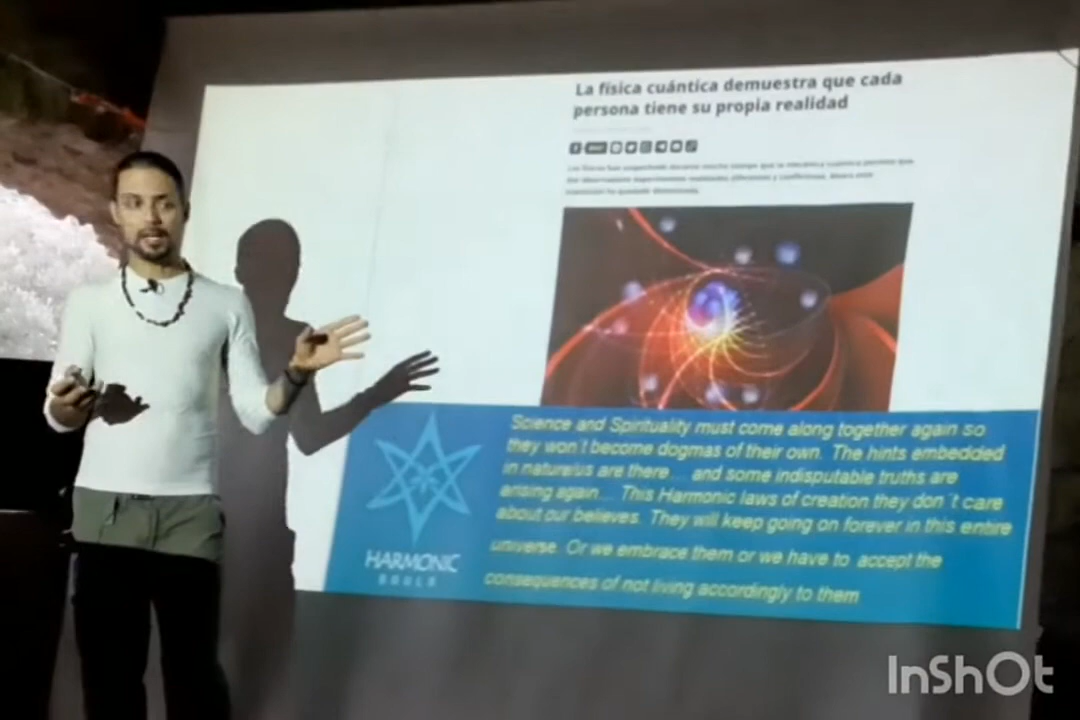 La física cuántica demuestra que cada
persona tiene su propia realidad
Science and Spirituality must come along together again so
they won't become dogmas of their own. The hints embedded
in nature/us are there... and some indisputable truths are
arising again... This Harmonic laws of creation they don´t care
about our believes. They will keep going on forever in this entire
universe. Or we embrace them or we have to accept the
consequences of not living accordingly to them
HARMONIC
SOULS
InShOt